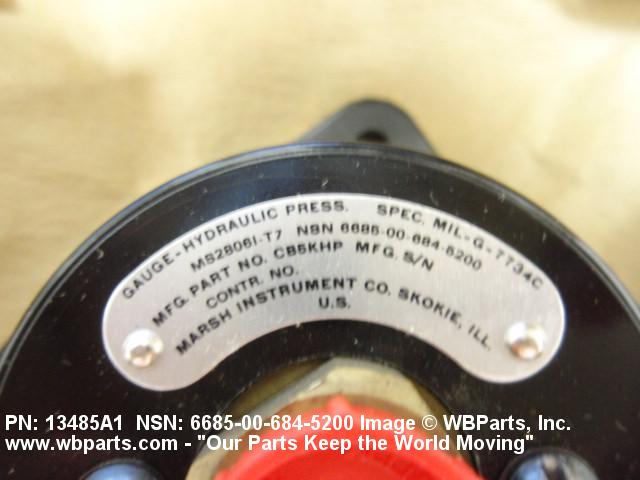 GAUGE-HYDRAULIC PRESS. SPEC. MIL-G-7734C
MS28061-T7 NSN 6685-00-684-5200
MFG. PART NO. CB5KHP MFG. S/N
CONTR. NO.
MARSH INSTRUMENT CO. SKOKIE, ILL.
U.S.
PN: 13485A1 NSN: 6685-00-684-5200 Image © WBParts, Inc.
www.wbparts.com - "Our Parts Keep the World Moving"